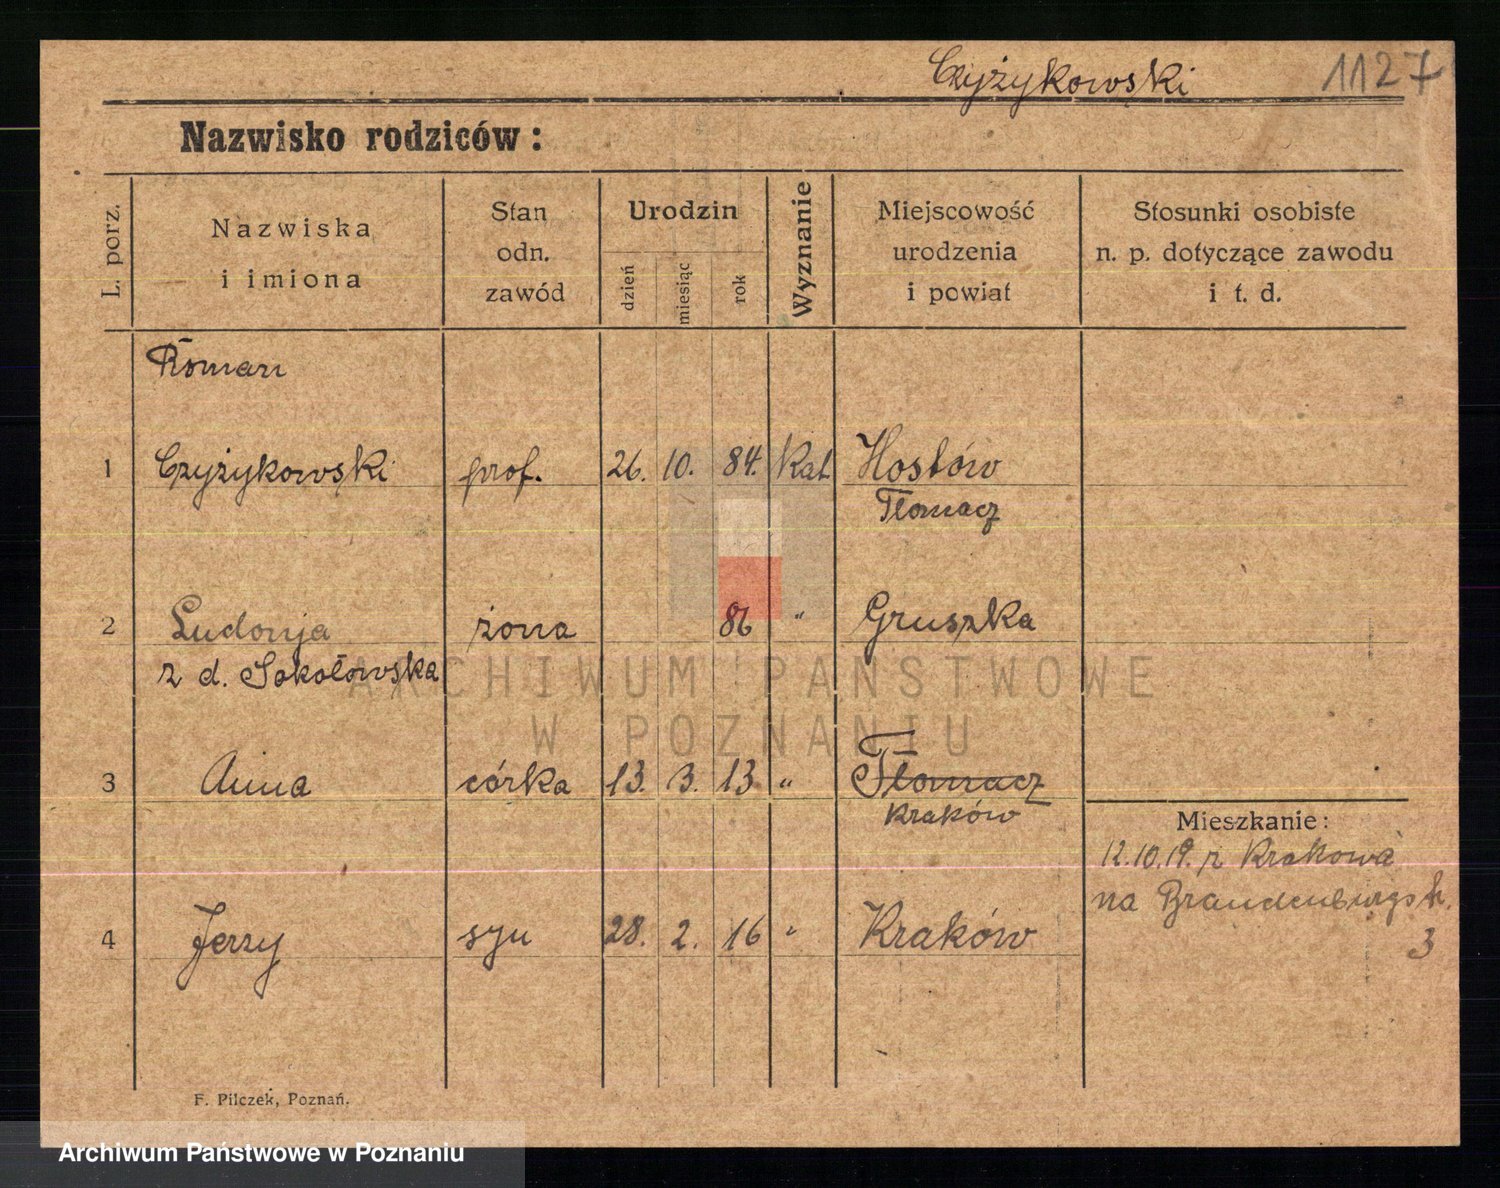 Czyżykowski 1127
Nazwisko rodziców:
L. porz.
Nazwiska
i imiona
Stan
odn.
zawód
Urodzin
dzień
miesiąc
rok
Wyznanie
Miejscowość
urodzenia
i powiat
Stosunki osobiste
n. p. dotyczące zawodu
i t. d.
Roman
1 Czyżykowski prof. 26. 10. 84. Kat. Hostów
Tłomacz
2 Ludowja żona 86 " Gruszka
z d. Sokołowska
3 Anna córka 13. 3. 13 " Tłomacz
Kraków
Mieszkanie:
12.10.19. z Krakowa
na Brandenburgsk.
3
4 Jerzy syn 28. 2. 16 " Kraków
F. Pilczek, Poznań.
ARCHIWUM PAŃSTWOWE
W POZNANIU
Archiwum Państwowe w Poznaniu